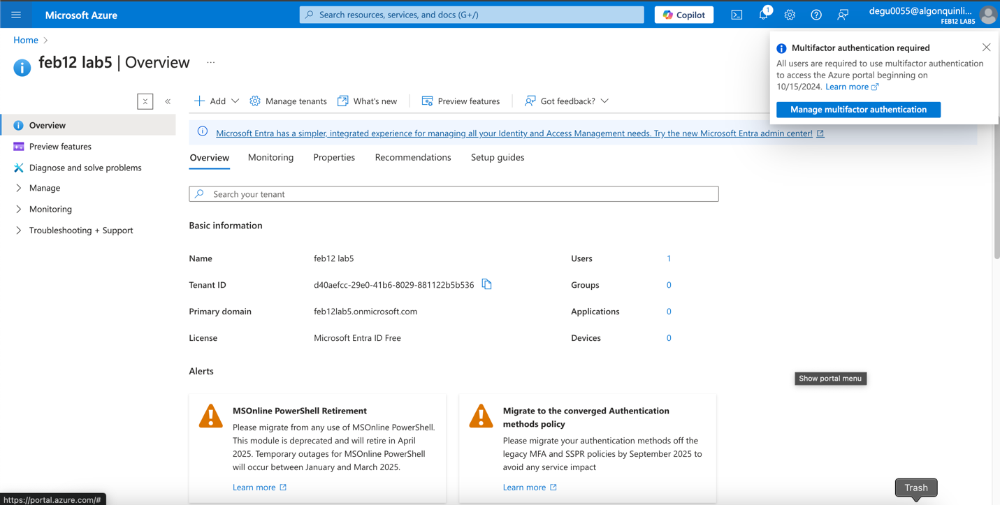 Microsoft Azure
Search resources, services, and docs (G+/)
Copilot
1
degu0055@algonquinli...
FEB12 LAB5
Home
feb12 lab5 | Overview
...
Multifactor authentication required
All users are required to use multifactor authentication
to access the Azure portal beginning on
10/15/2024. Learn more
Manage multifactor authentication
Add
Manage tenants
What's new
Preview features
Got feedback?
Overview
Preview features
Diagnose and solve problems
Manage
Monitoring
Troubleshooting + Support
Microsoft Entra has a simpler, integrated experience for managing all your Identity and Access Management needs. Try the new Microsoft Entra admin center!
Overview Monitoring Properties Recommendations Setup guides
Search your tenant
Basic information
Name feb12 lab5 Users 1
Tenant ID d40aefcc-29e0-41b6-8029-881122b5b536 Groups 0
Primary domain feb12lab5.onmicrosoft.com Applications 0
License Microsoft Entra ID Free Devices 0
Alerts
MSOnline PowerShell Retirement
Please migrate from any use of MSOnline PowerShell.
This module is deprecated and will retire in April
2025. Temporary outages for MSOnline PowerShell
will occur between January and March 2025.
Learn more
Migrate to the converged Authentication
methods policy
Please migrate your authentication methods off the
legacy MFA and SSPR policies by September 2025 to
avoid any service impact
Learn more
Show portal menu
Trash
https://portal.azure.com/#